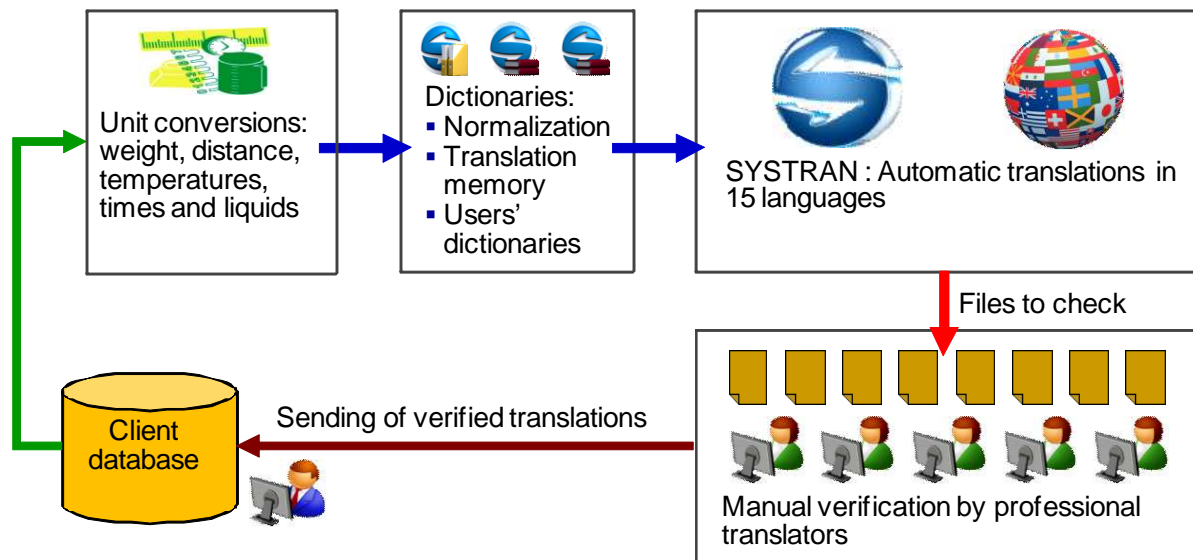 Unit conversions:
weight, distance,
temperatures,
times and liquids
Dictionaries:
▪ Normalization
▪ Translation
memory
▪ Users’
dictionaries
SYSTRAN : Automatic translations in
15 languages
Files to check
Manual verification by professional
translators
Sending of verified translations
Client
database